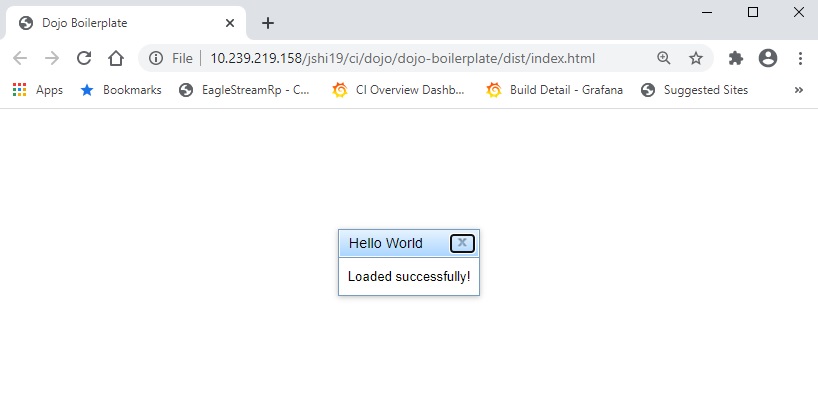 Dojo Boilerplate
File 10.239.219.158/jshi19/ci/dojo/dojo-boilerplate/dist/index.html
Apps Bookmarks EagleStreamRp - C... CI Overview Dashb... Build Detail - Grafana Suggested Sites »
Hello World x
Loaded successfully!